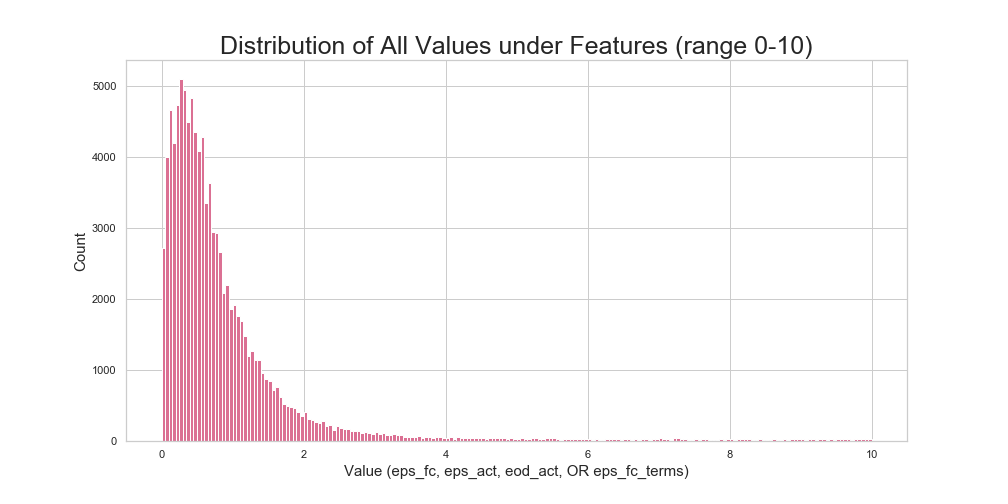 Distribution of All Values under Features (range 0-10)
5000
4000
3000
2000
1000
0
Count
0 2 4 6 8 10
Value (eps_fc, eps_act, eod_act, OR eps_fc_terms)